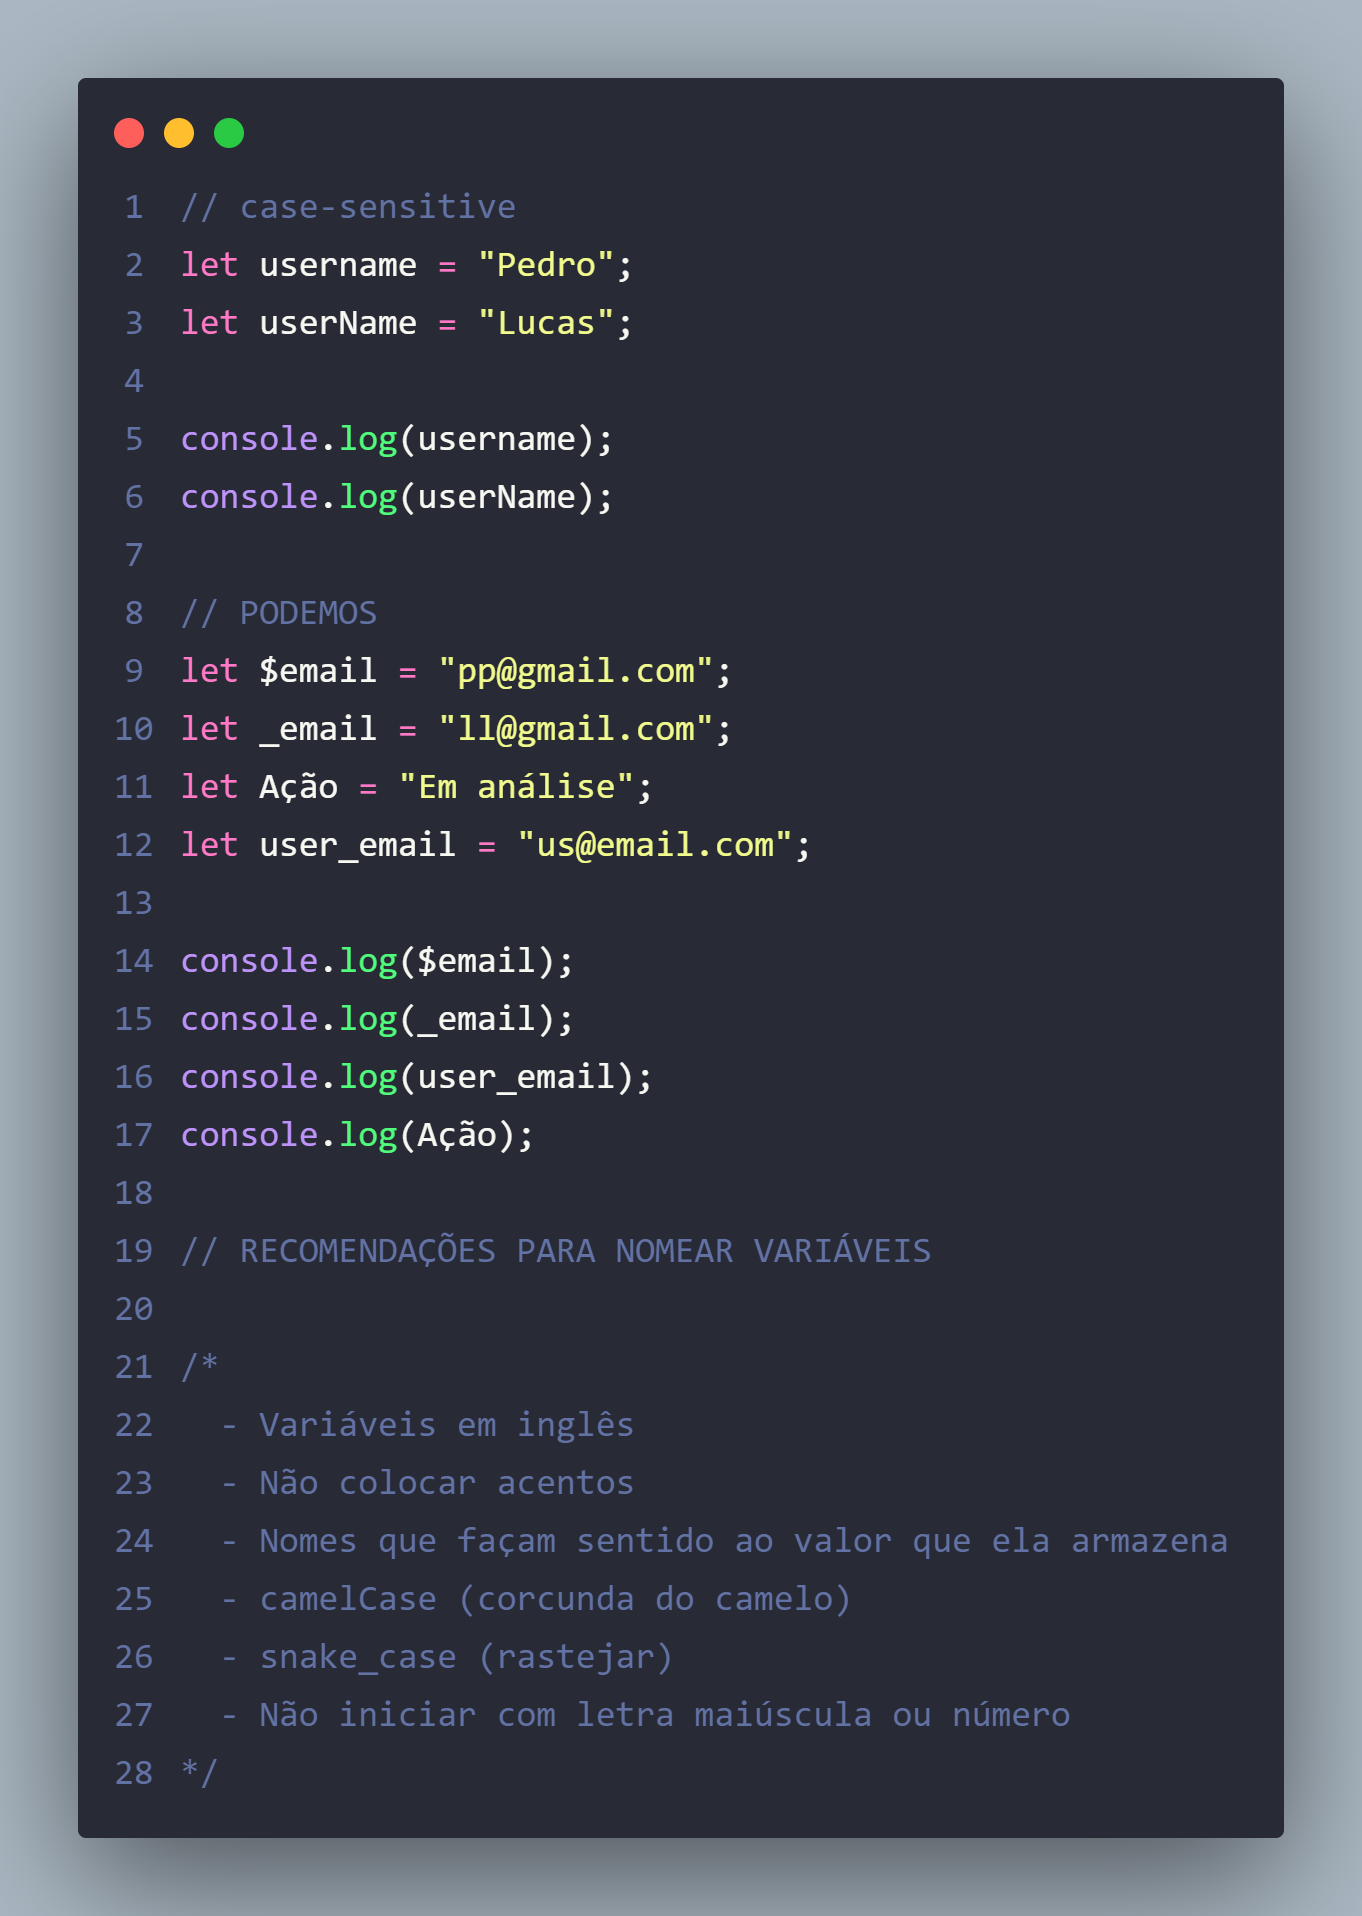 1 // case-sensitive
2 let username = "Pedro";
3 let userName = "Lucas";
4
5 console.log(username);
6 console.log(userName);
7
8 // PODEMOS
9 let $email = "pp@gmail.com";
10 let _email = "ll@gmail.com";
11 let Ação = "Em análise";
12 let user_email = "us@email.com";
13
14 console.log($email);
15 console.log(_email);
16 console.log(user_email);
17 console.log(Ação);
18
19 // RECOMENDAÇÕES PARA NOMEAR VARIÁVEIS
20
21 /*
22   - Variáveis em inglês
23   - Não colocar acentos
24   - Nomes que façam sentido ao valor que ela armazena
25   - camelCase (corcunda do camelo)
26   - snake_case (rastejar)
27   - Não iniciar com letra maiúscula ou número
28 */